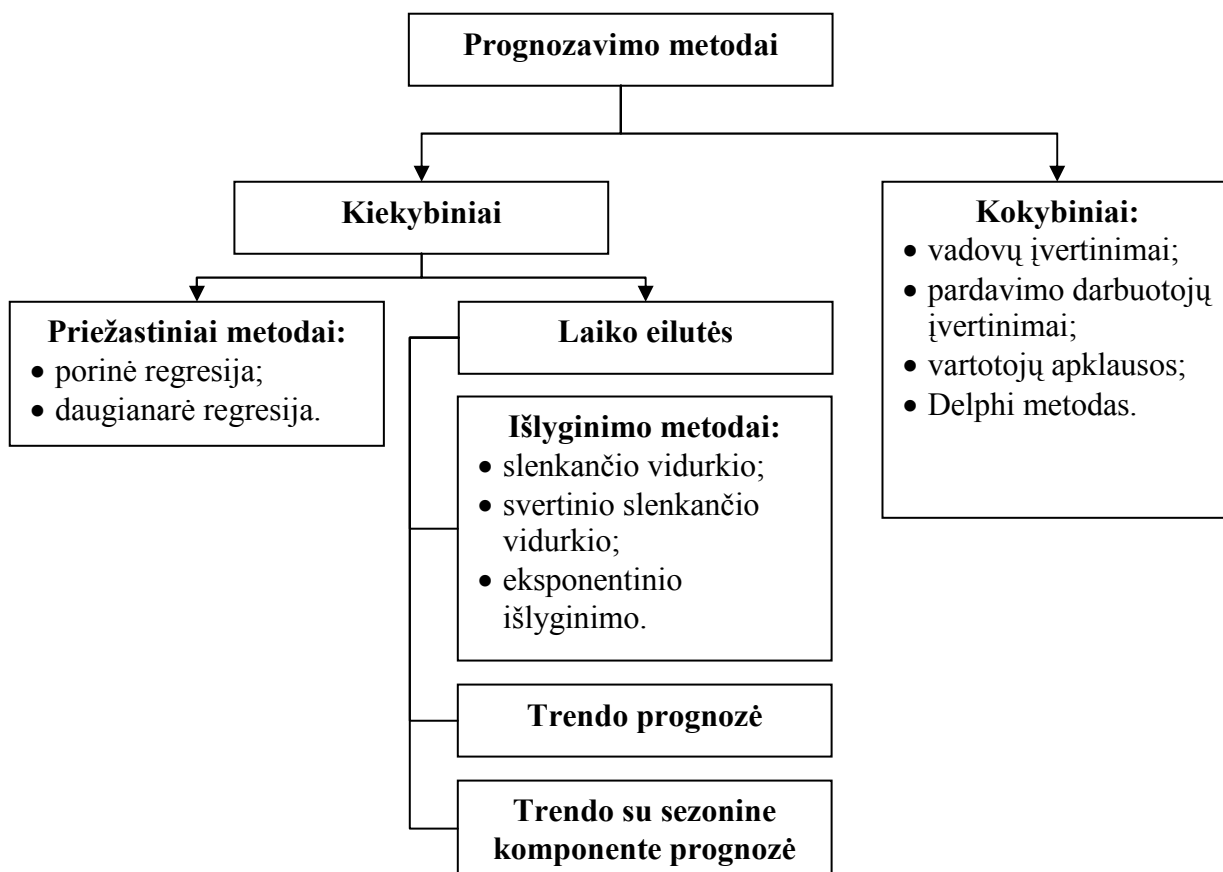 Prognozavimo metodai
Kiekybiniai
Kokybiniai:
• vadovų įvertinimai;
• pardavimo darbuotojų
įvertinimai;
• vartotojų apklausos;
• Delphi metodas.
Priežastiniai metodai:
• porinė regresija;
• daugianarė regresija.
Laiko eilutės
Išlyginimo metodai:
• slenkančio vidurkio;
• svertinio slenkančio
vidurkio;
• eksponentinio
išlyginimo.
Trendo prognozė
Trendo su sezonine
komponente prognozė